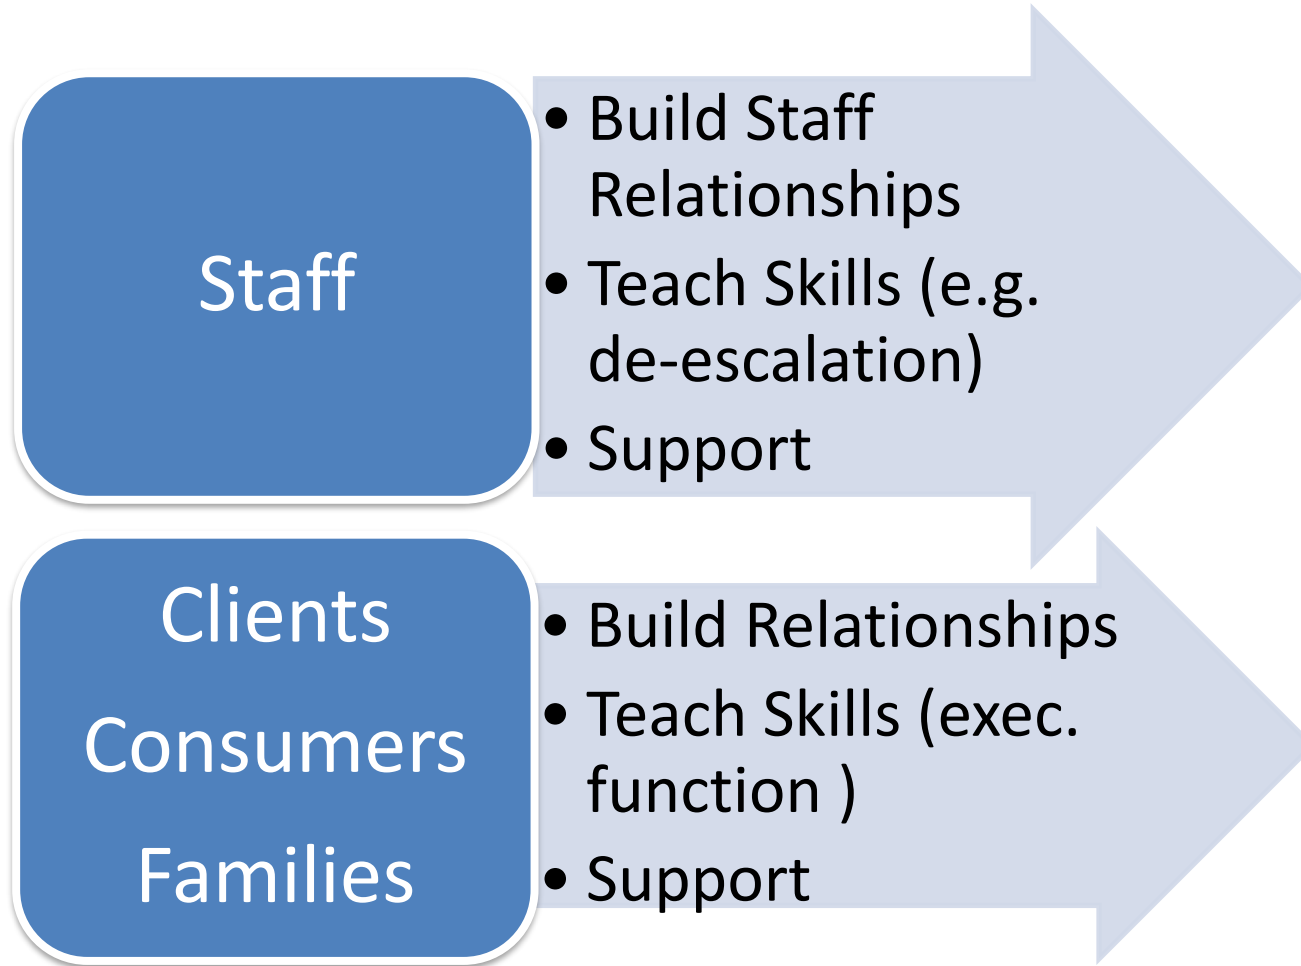 Staff
• Build Staff
Relationships
• Teach Skills (e.g.
de-escalation)
• Support
Clients
Consumers
Families
• Build Relationships
• Teach Skills (exec.
function )
• Support